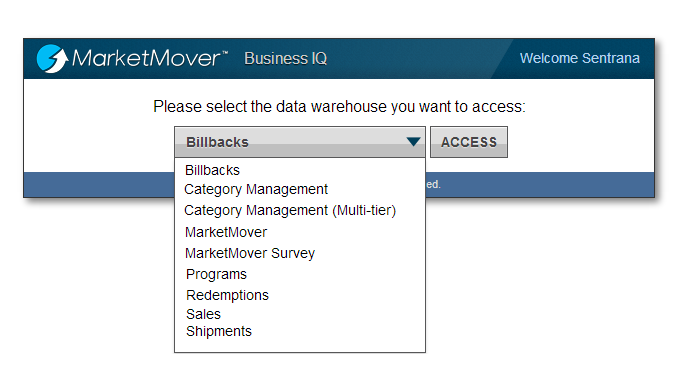 MarketMover™ Business IQ Welcome Sentrana
Please select the data warehouse you want to access:
Billbacks ACCESS
Billbacks
Category Management
ed.
Category Management (Multi-tier)
MarketMover
MarketMover Survey
Programs
Redemptions
Sales
Shipments